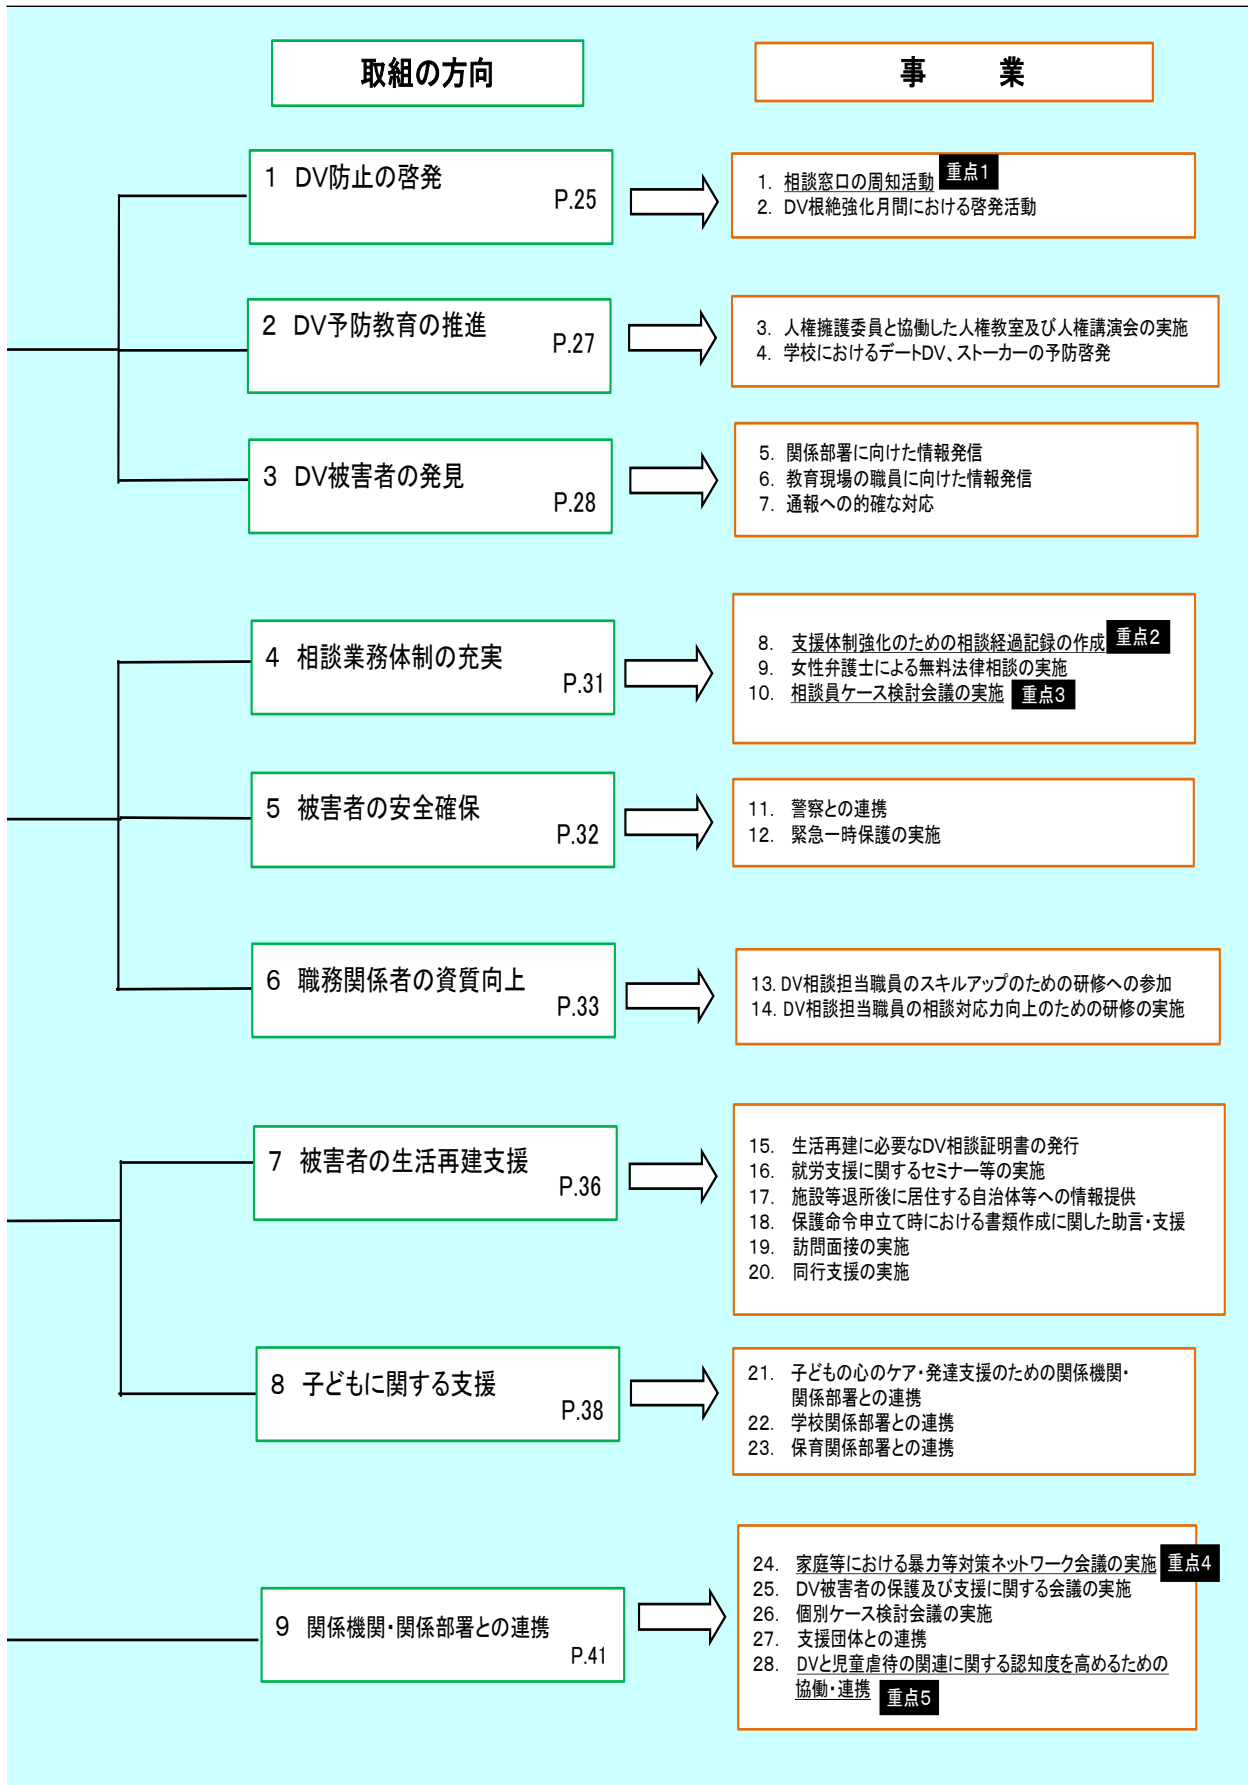 取組の方向
事　業
1 DV防止の啓発
P.25
1. 相談窓口の周知活動 重点1
2. DV根絶強化月間における啓発活動
2 DV予防教育の推進
P.27
3. 人権擁護委員と協働した人権教室及び人権講演会の実施
4. 学校におけるデートDV、ストーカーの予防啓発
3 DV被害者の発見
P.28
5. 関係部署に向けた情報発信
6. 教育現場の職員に向けた情報発信
7. 通報への的確な対応
4 相談業務体制の充実
P.31
8. 支援体制強化のための相談経過記録の作成 重点2
9. 女性弁護士による無料法律相談の実施
10. 相談員ケース検討会議の実施 重点3
5 被害者の安全確保
P.32
11. 警察との連携
12. 緊急一時保護の実施
6 職務関係者の資質向上
P.33
13. DV相談担当職員のスキルアップのための研修への参加
14. DV相談担当職員の相談対応力向上のための研修の実施
7 被害者の生活再建支援
P.36
15. 生活再建に必要なDV相談証明書の発行
16. 就労支援に関するセミナー等の実施
17. 施設等退所後に居住する自治体等への情報提供
18. 保護命令申立て時における書類作成に関した助言・支援
19. 訪問面接の実施
20. 同行支援の実施
8 子どもに関する支援
P.38
21. 子どもの心のケア・発達支援のための関係機関・
関係部署との連携
22. 学校関係部署との連携
23. 保育関係部署との連携
9 関係機関・関係部署との連携
P.41
24. 家庭等における暴力等対策ネットワーク会議の実施 重点4
25. DV被害者の保護及び支援に関する会議の実施
26. 個別ケース検討会議の実施
27. 支援団体との連携
28. DVと児童虐待の関連に関する認知度を高めるための
協働・連携 重点5